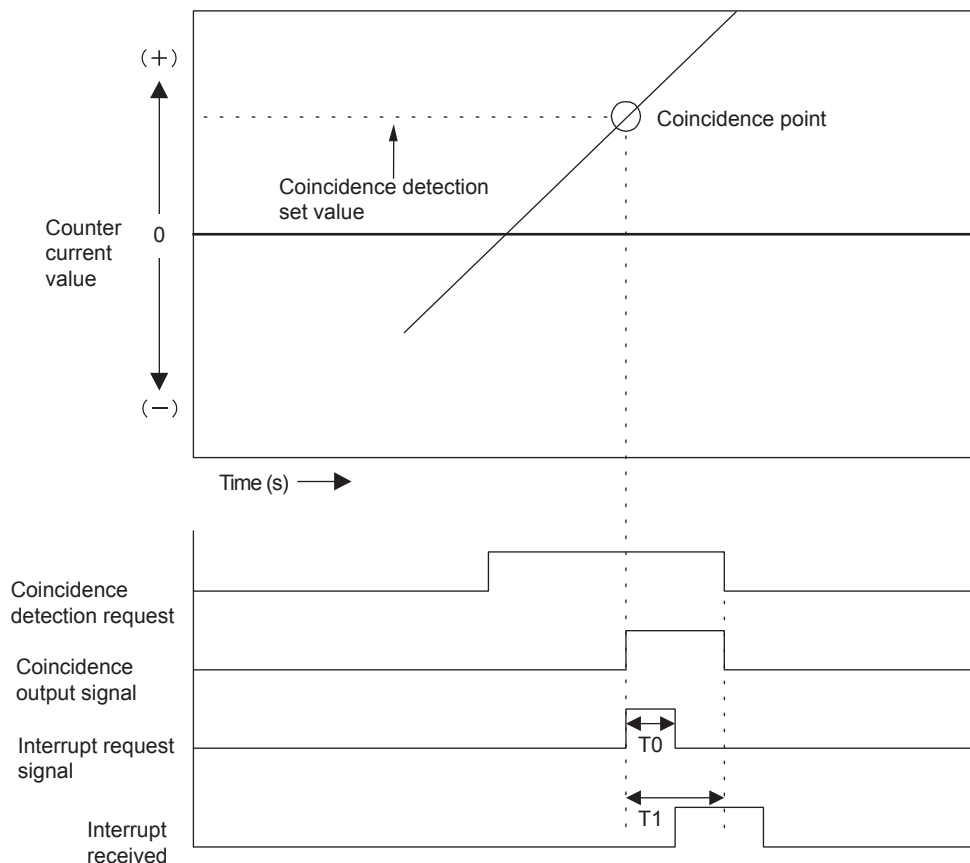 (+)
Coincidence point
Coincidence detection
set value
Counter
current
value
0
(−)
Time (s)
Coincidence
detection request
Coincidence
output signal
Interrupt request
signal
T0
T1
Interrupt
received